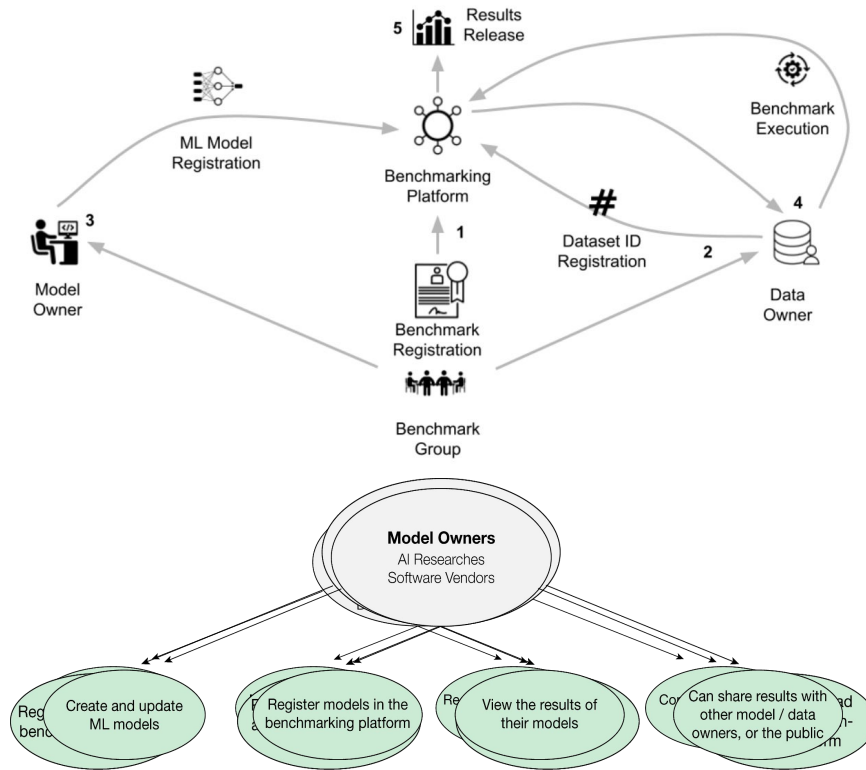 5
Results
Release
ML Model
Registration
Benchmark
Execution
Benchmarking
Platform
3
1
#
Dataset ID
Registration
2
4
Model
Owner
Data
Owner
Benchmark
Registration
Benchmark
Group
Model Owners
AI Researches
Software Vendors
Create and update
ML models
Register models in the
benchmarking platform
View the results of
their models
Can share results with
other model / data
owners, or the public